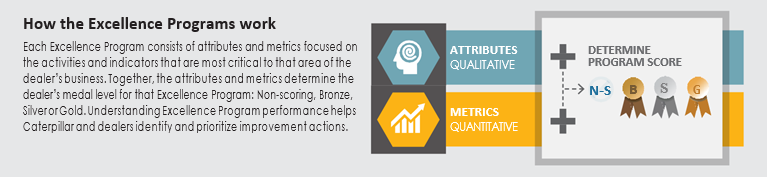 How the Excellence Programs work
Each Excellence Program consists of attributes and metrics focused on
the activities and indicators that are most critical to that area of the
dealer's business. Together, the attributes and metrics determine the
dealer's medal level for that Excellence Program: Non-scoring, Bronze,
Silver or Gold. Understanding Excellence Program performance helps
Caterpillar and dealers identify and prioritize improvement actions.
ATTRIBUTES
QUALITATIVE
METRICS
QUANTITATIVE
DETERMINE
PROGRAM SCORE
N-S B S G